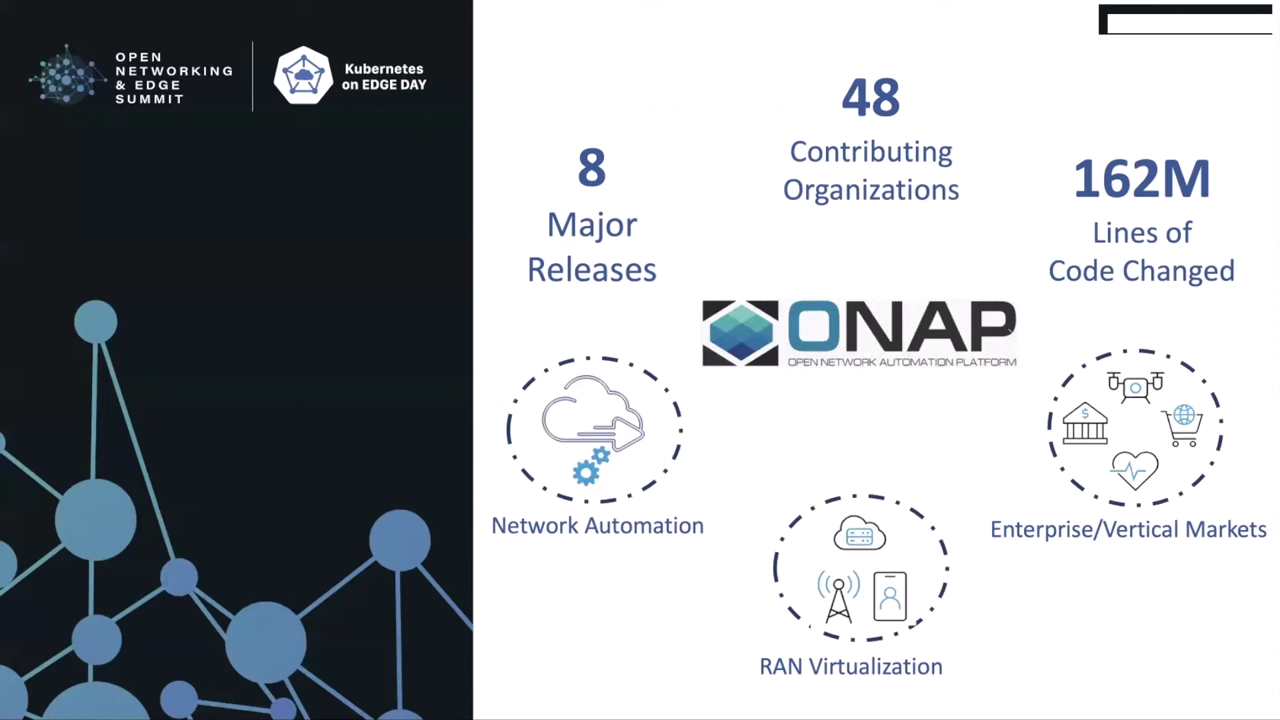 OPEN
NETWORKING
& EDGE
SUMMIT
Kubernetes
on EDGE DAY
48
Contributing
Organizations
8
Major
Releases
162M
Lines of
Code Changed
ONAP
OPEN NETWORK AUTOMATION PLATFORM
$
Network Automation
Enterprise/Vertical Markets
RAN Virtualization